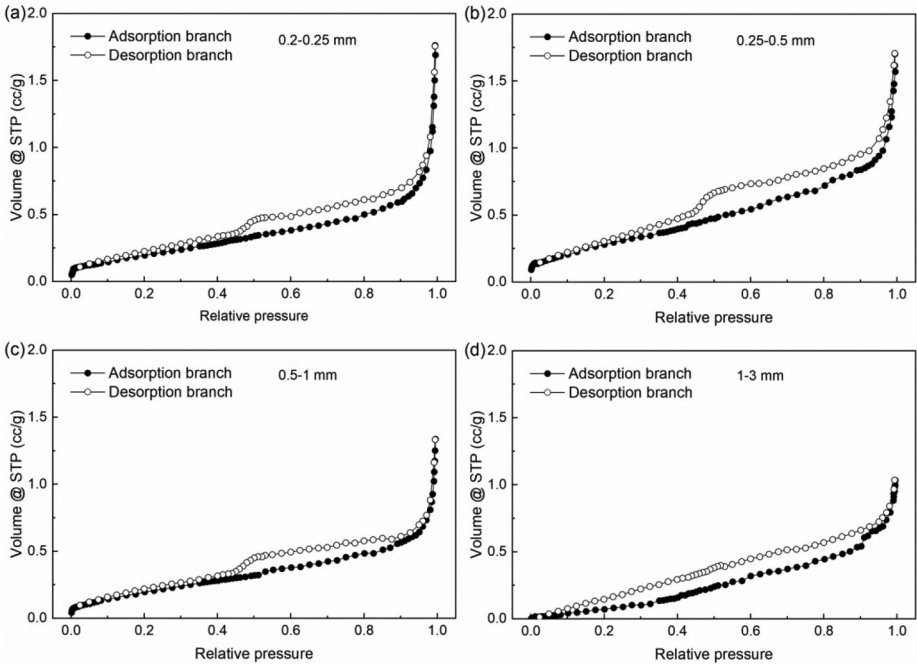 (a)
Adsorption branch
Desorption branch
0.2-0.25 mm
2.0
1.5
1.0
0.5
0.0
Volume @ STP (cc/g)
0.0 0.2 0.4 0.6 0.8 1.0
Relative pressure
(b)
Adsorption branch
Desorption branch
0.25-0.5 mm
2.0
1.5
1.0
0.5
0.0
Volume @ STP (cc/g)
0.0 0.2 0.4 0.6 0.8 1.0
Relative pressure
(c)
Adsorption branch
Desorption branch
0.5-1 mm
2.0
1.5
1.0
0.5
0.0
Volume @ STP (cc/g)
0.0 0.2 0.4 0.6 0.8 1.0
Relative pressure
(d)
Adsorption branch
Desorption branch
1-3 mm
2.0
1.5
1.0
0.5
0.0
Volume @ STP (cc/g)
0.0 0.2 0.4 0.6 0.8 1.0
Relative pressure